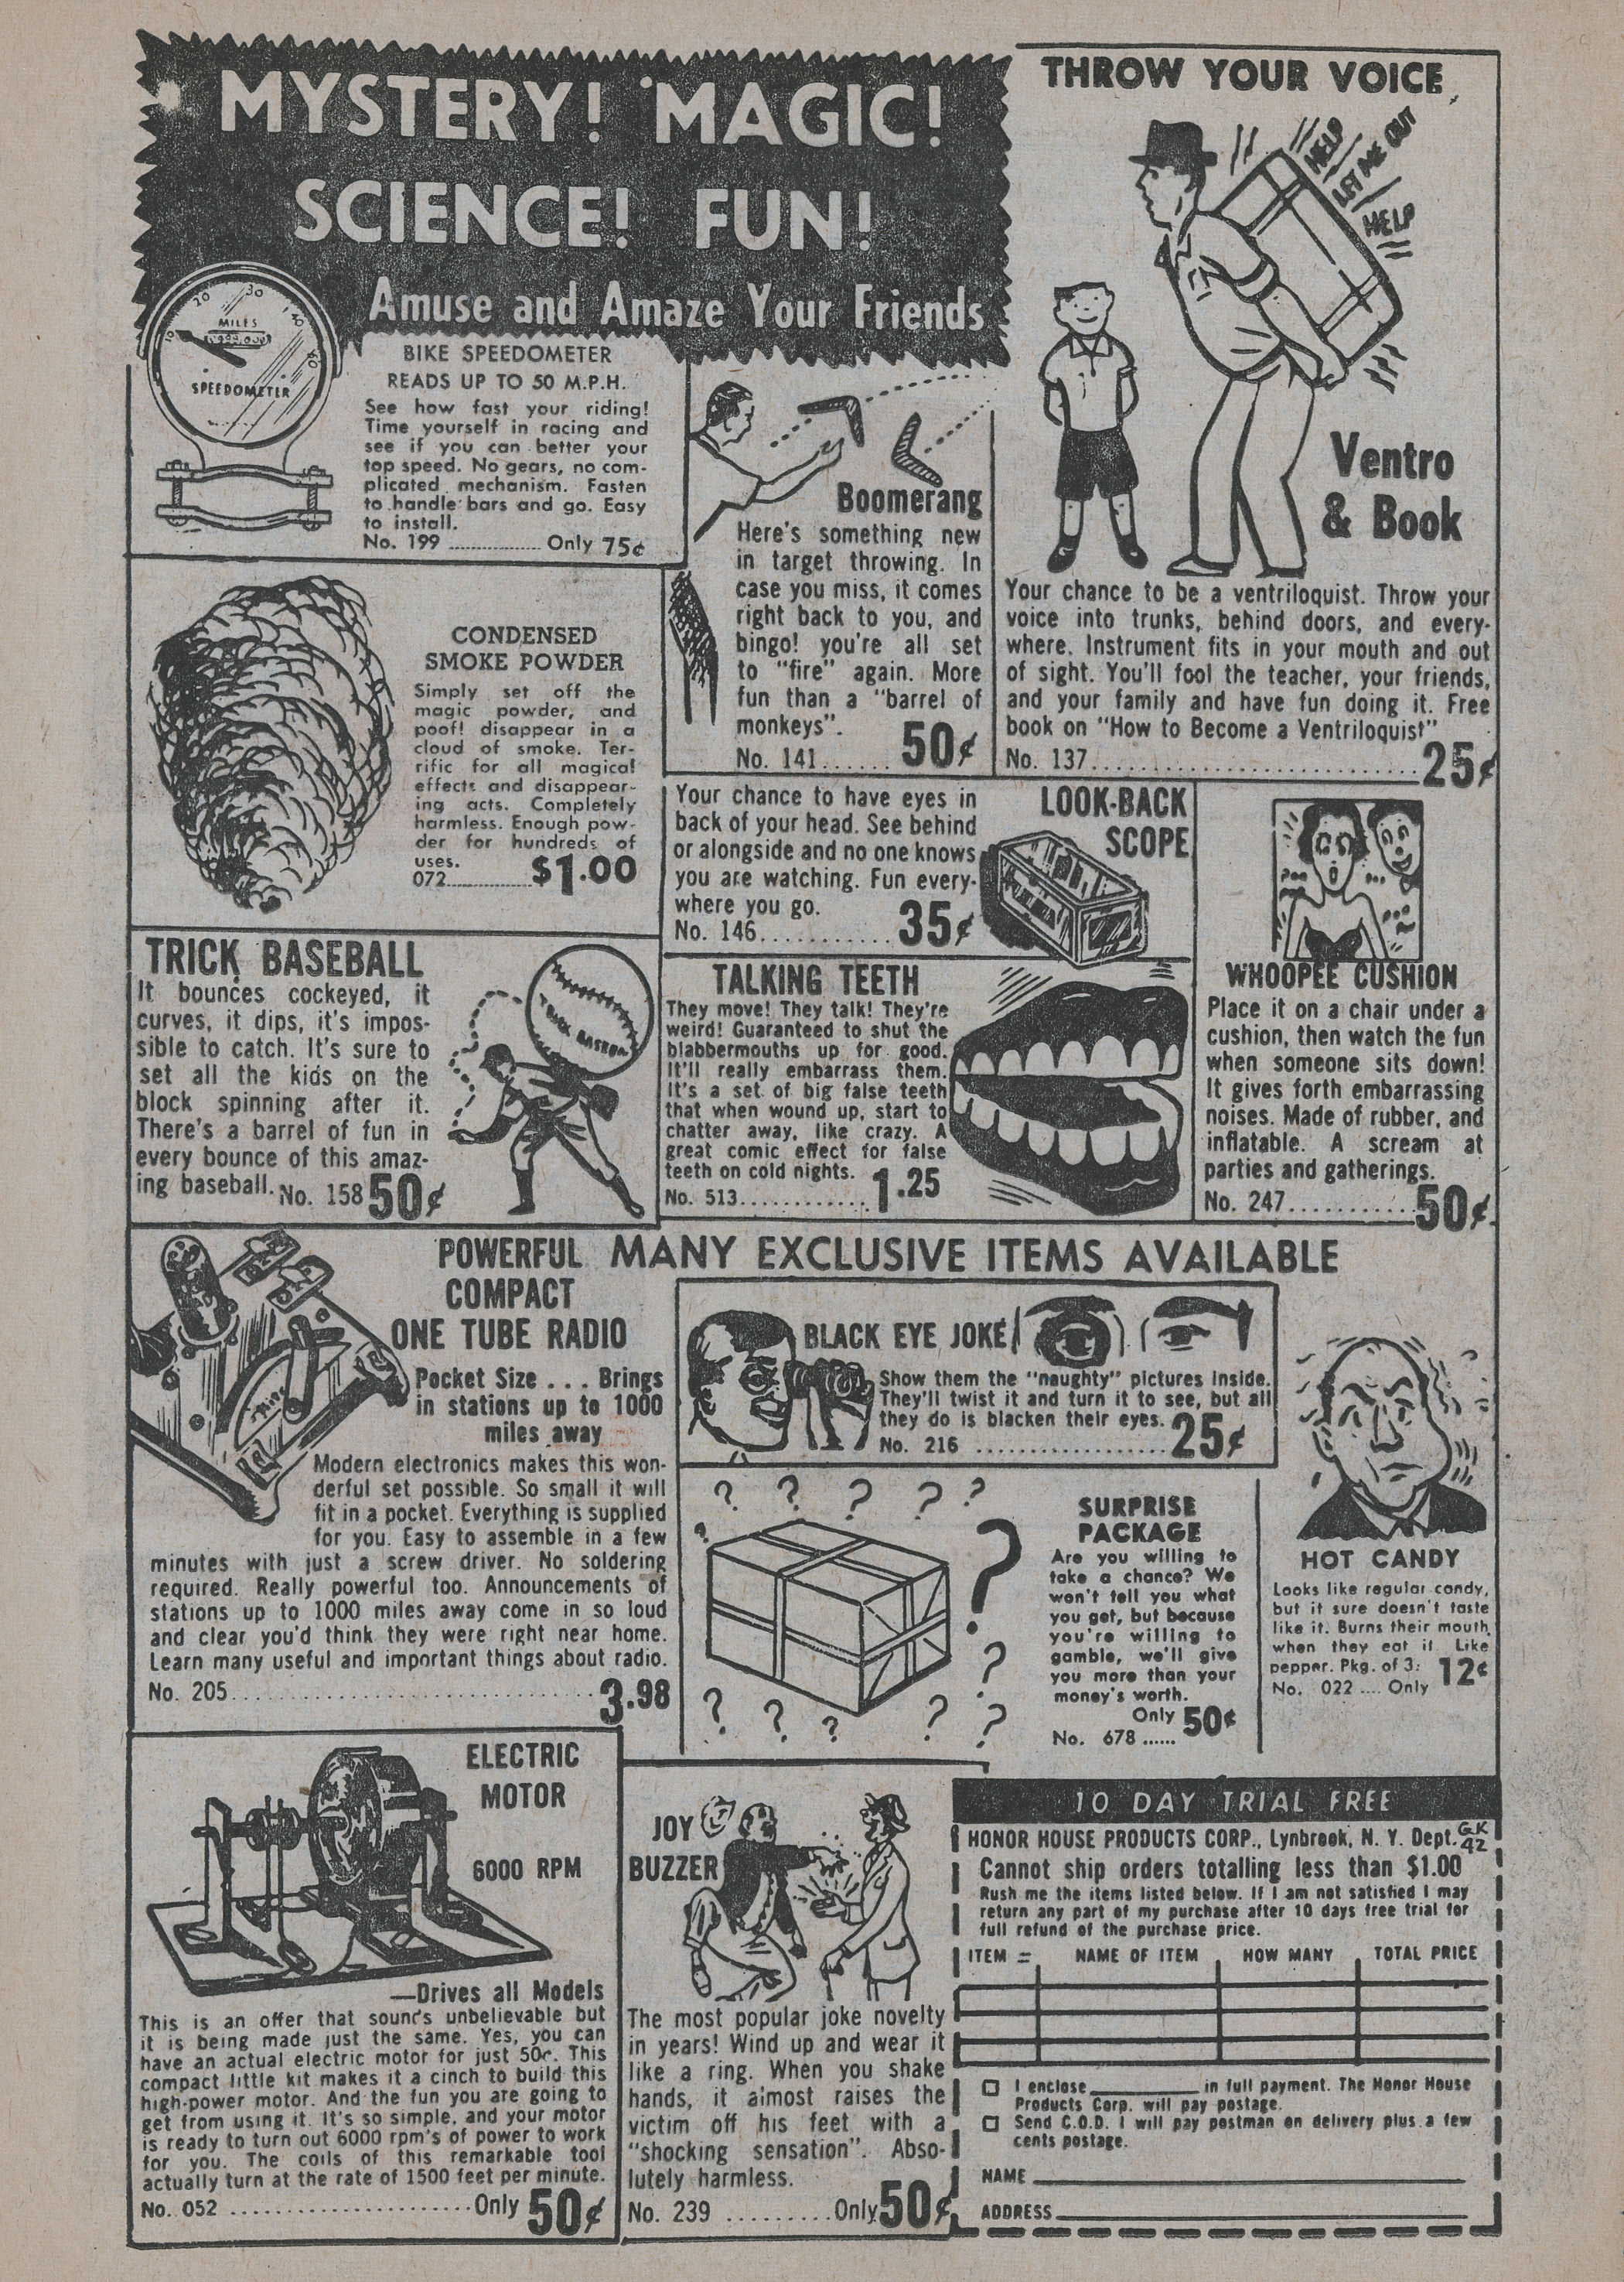 MYSTERY! MAGIC!
SCIENCE! FUN!
Amuse and Amaze Your Friends
20
30
MILES
SPEEDOMETER
BIKE SPEEDOMETER
READS UP TO 50 M.P.H.
See how fast your riding!
Time yourself in racing and
see if you can better your
top speed. No gears, no com-
plicated mechanism. Fasten
to handle bars and go. Easy
to install.
No. 199 ................ Only 75¢
Boomerang
Here's something new
in target throwing. In
case you miss, it comes
right back to you, and
bingo! you're all set
to "fire" again. More
fun than a "barrel of
monkeys".
No. 141....... 50¢
THROW YOUR VOICE
HELP
LET ME OUT
HELP
Ventro
& Book
Your chance to be a ventriloquist. Throw your
voice into trunks, behind doors, and every-
where. Instrument fits in your mouth and out
of sight. You'll fool the teacher, your friends,
and your family and have fun doing it. Free
book on "How to Become a Ventriloquist"
No. 137................................25¢
CONDENSED
SMOKE POWDER
Simply set off the
magic powder, and
poof! disappear in a
cloud of smoke. Ter-
rific for all magical
effects and disappear-
ing acts. Completely
harmless. Enough pow-
der for hundreds of
uses.
072...............$1.00
Your chance to have eyes in
back of your head. See behind
or alongside and no one knows
you are watching. Fun every-
where you go.
No. 146............ 35¢
LOOK-BACK
SCOPE
TRICK BASEBALL
It bounces cockeyed, it
curves, it dips, it's impos-
sible to catch. It's sure to
set all the kids on the
block spinning after it.
There's a barrel of fun in
every bounce of this amaz-
ing baseball. No. 158 50¢
TALKING TEETH
They move! They talk! They're
weird! Guaranteed to shut the
blabbermouths up for good.
It'll really embarrass them.
It's a set of big false teeth
that when wound up, start to
chatter away, like crazy. A
great comic effect for false
teeth on cold nights.
No. 513............. 1.25
WHOOPEE CUSHION
Place it on a chair under a
cushion, then watch the fun
when someone sits down!
It gives forth embarrassing
noises. Made of rubber, and
inflatable. A scream at
parties and gatherings.
No. 247............50¢
MANY EXCLUSIVE ITEMS AVAILABLE
POWERFUL
COMPACT
ONE TUBE RADIO
Pocket Size . . . Brings
in stations up to 1000
miles away
Modern electronics makes this won-
derful set possible. So small it will
fit in a pocket. Everything is supplied
for you. Easy to assemble in a few
minutes with just a screw driver. No soldering
required. Really powerful too. Announcements of
stations up to 1000 miles away come in so loud
and clear you'd think they were right near home.
Learn many useful and important things about radio.
No. 205....................................3.98
BLACK EYE JOKE
Show them the "naughty" pictures inside.
They'll twist it and turn it to see, but all
they do is blacken their eyes.
No. 216 ....................25¢
? ? ? ? ?
SURPRISE
PACKAGE
Are you willing to
take a chance? We
won't tell you what
you get, but because
you're willing to
gamble, we'll give
you more than your
money's worth.
Only 50¢
No. 678 ......
HOT CANDY
Looks like regular candy,
but it sure doesn't taste
like it. Burns their mouth
when they eat it. Like
pepper. Pkg. of 3:
No. 022 .... Only 12¢
ELECTRIC
MOTOR
6000 RPM
—Drives all Models
This is an offer that sounds unbelievable but
it is being made just the same. Yes, you can
have an actual electric motor for just 50c. This
compact little kit makes it a cinch to build this
high-power motor. And the fun you are going to
get from using it. It's so simple, and your motor
is ready to turn out 6000 rpm's of power to work
for you. The coils of this remarkable tool
actually turn at the rate of 1500 feet per minute.
No. 052 ........................Only 50¢
JOY
BUZZER
The most popular joke novelty
in years! Wind up and wear it
like a ring. When you shake
hands, it almost raises the
victim off his feet with a
"shocking sensation". Abso-
lutely harmless.
No. 239 ..........Only 50¢
10 DAY TRIAL FREE
HONOR HOUSE PRODUCTS CORP., Lynbrook, N. Y. Dept. GK 42
Cannot ship orders totalling less than $1.00
Rush me the items listed below. If I am not satisfied I may
return any part of my purchase after 10 days free trial for
full refund of the purchase price.
ITEM = NAME OF ITEM HOW MANY TOTAL PRICE
☐ I enclose __________ in full payment. The Honor House
Products Corp. will pay postage.
☐ Send C.O.D. I will pay postman on delivery plus a few
cents postage.
NAME
ADDRESS